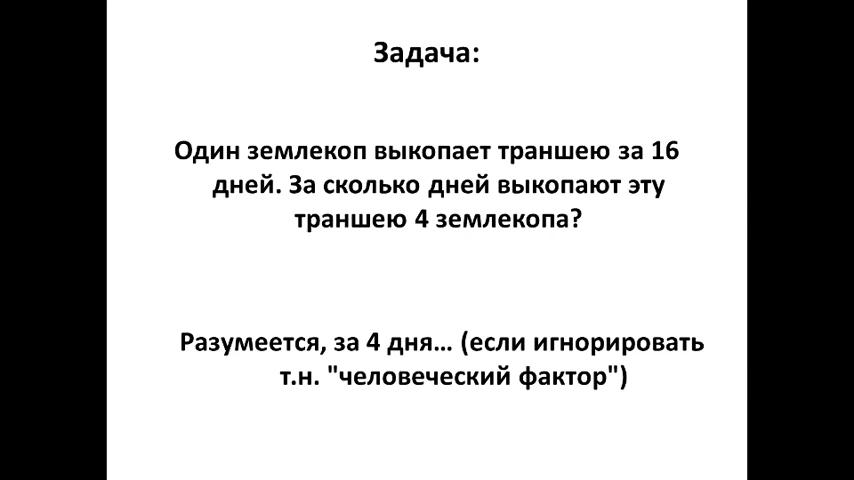 Задача:
Один землекоп выкопает траншею за 16
дней. За сколько дней выкопают эту
траншею 4 землекопа?
Разумеется, за 4 дня... (если игнорировать
т.н. "человеческий фактор")